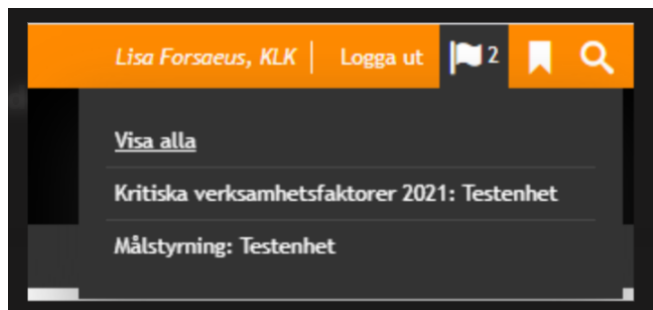 Lisa Forsaeus, KLK | Logga ut 2
Visa alla
Kritiska verksamhetsfaktorer 2021: Testenhet
Målstyrning: Testenhet